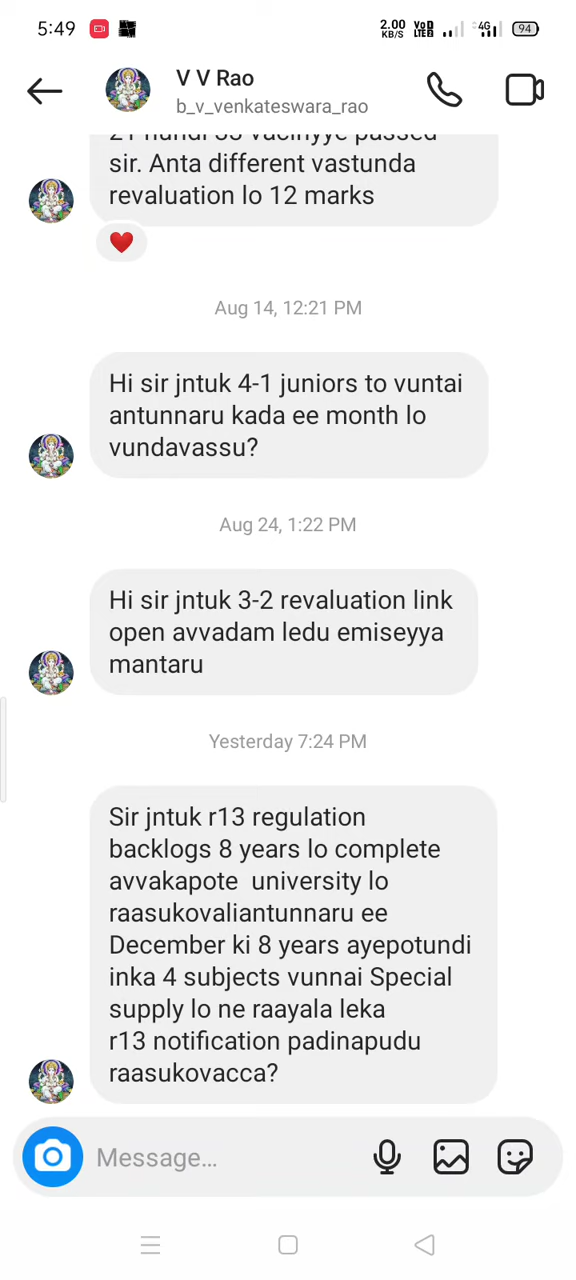 5:49
2.00
KB/S
VoD
LTE2
4G
94
V V Rao
b_v_venkateswara_rao
passed
sir. Anta different vastunda
revaluation lo 12 marks
Aug 14, 12:21 PM
Hi sir jntuk 4-1 juniors to vuntai
antunnaru kada ee month lo
vundavassu?
Aug 24, 1:22 PM
Hi sir jntuk 3-2 revaluation link
open avvadam ledu emiseyya
mantaru
Yesterday 7:24 PM
Sir jntuk r13 regulation
backlogs 8 years lo complete
avvakapote university lo
raasukovaliantunnaru ee
December ki 8 years ayepotundi
inka 4 subjects vunnai Special
supply lo ne raayala leka
r13 notification padinapudu
raasukovacca?
Message...